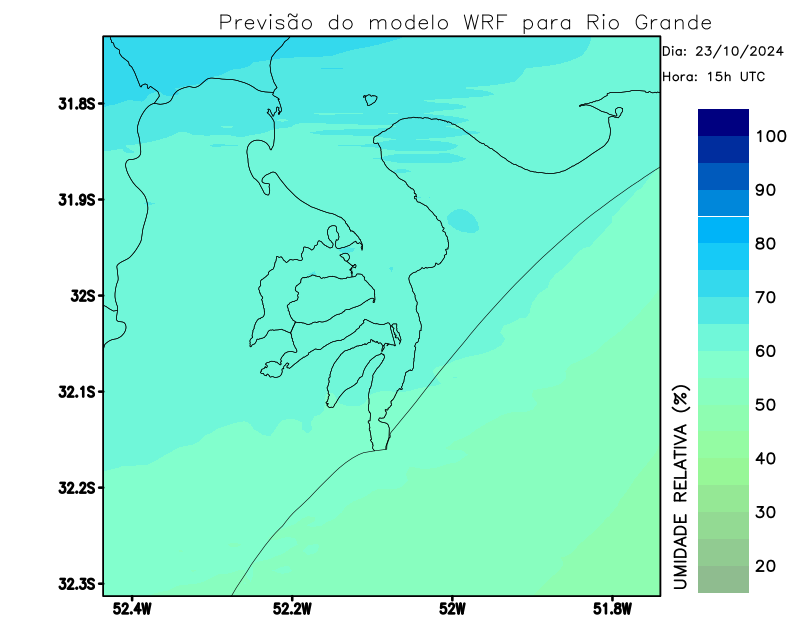 Previsão do modelo WRF para Rio Grande
Dia: 23/10/2024
Hora: 15h UTC
31.8S
31.9S
32S
32.1S
32.2S
32.3S
52.4W
52.2W
52W
51.8W
100
90
80
70
60
50
40
30
20
UMIDADE RELATIVA (%)